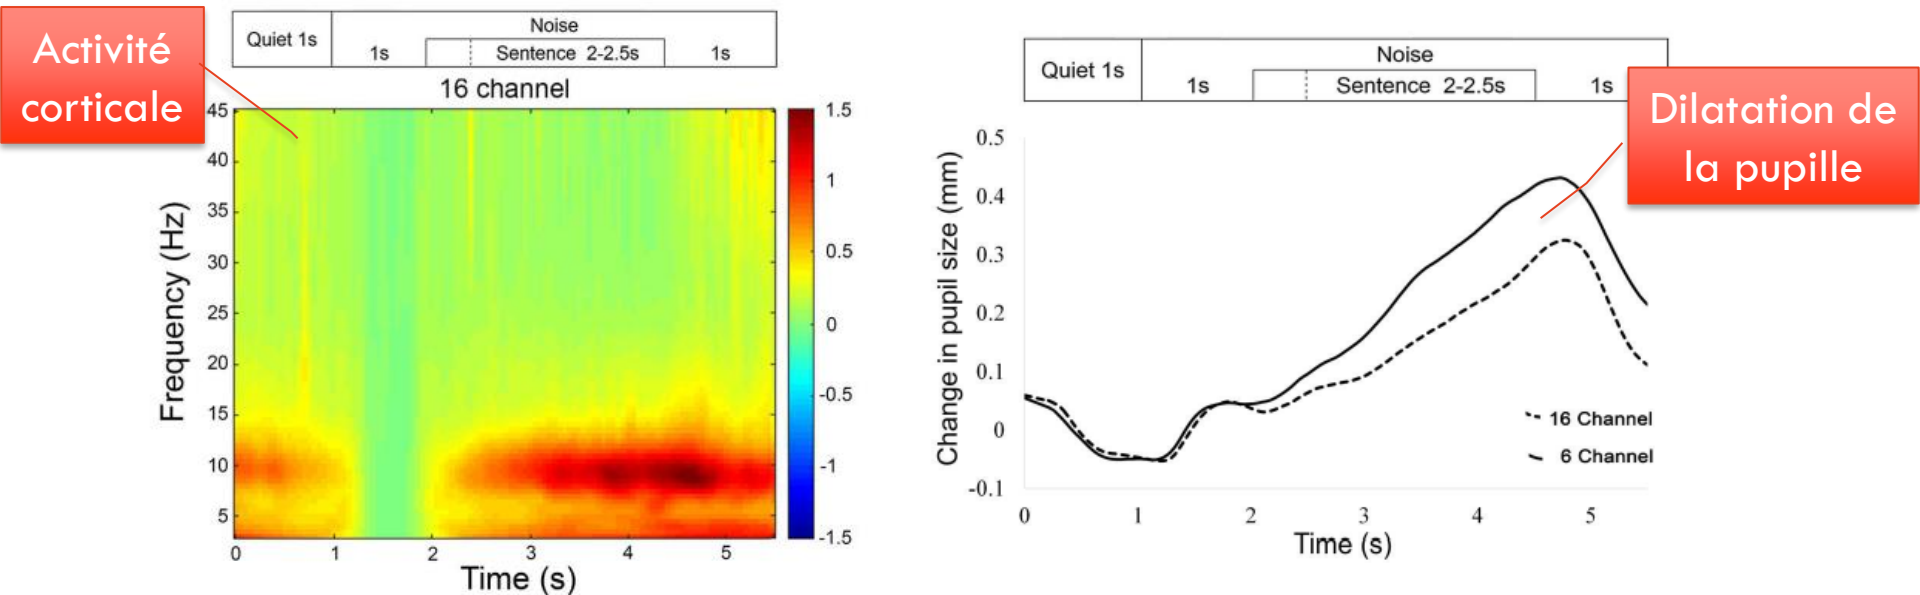 Activité
corticale
Quiet 1s
Noise
1s
Sentence 2-2.5s
1s
16 channel
Frequency (Hz)
45
40
35
30
25
20
15
10
5
0
1
2
3
4
5
Time (s)
1.5
1
0.5
0
-0.5
-1
-1.5
Quiet 1s
Noise
1s
Sentence 2-2.5s
1s
Dilatation de
la pupille
Change in pupil size (mm)
0.5
0.4
0.3
0.2
0.1
0
-0.1
0
1
2
3
4
5
Time (s)
16 Channel
6 Channel